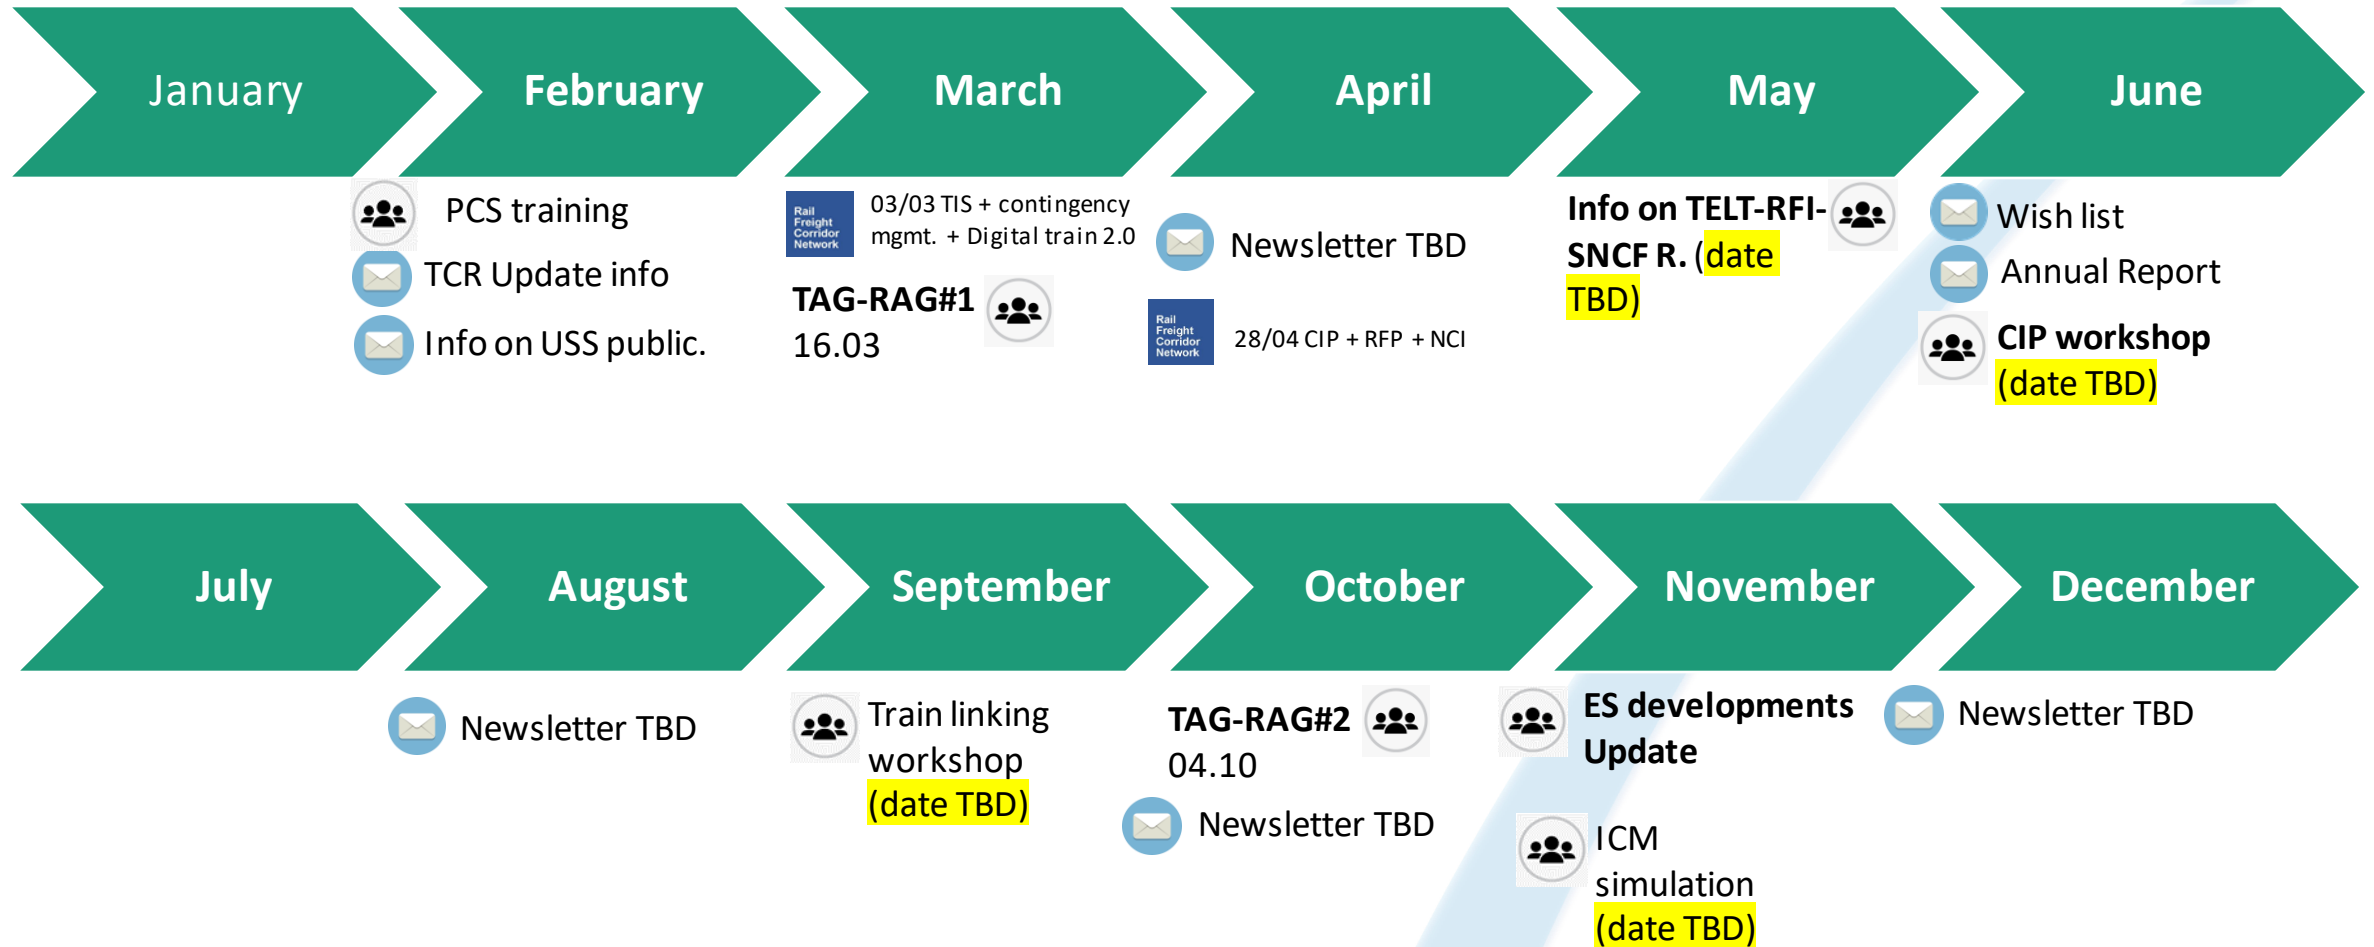 January
February
March
April
May
June
PCS training
TCR Update info
Info on USS public.
Rail
Freight
Corridor
Network
03/03 TIS + contingency
mgmt. + Digital train 2.0
TAG-RAG#1
16.03
Newsletter TBD
Rail
Freight
Corridor
Network
28/04 CIP + RFP + NCI
Info on TELT-RFI-
SNCF R. (date
TBD)
Wish list
Annual Report
CIP workshop
(date TBD)
July
August
September
October
November
December
Newsletter TBD
Train linking
workshop
(date TBD)
TAG-RAG#2
04.10
Newsletter TBD
ES developments
Update
ICM
simulation
(date TBD)
Newsletter TBD